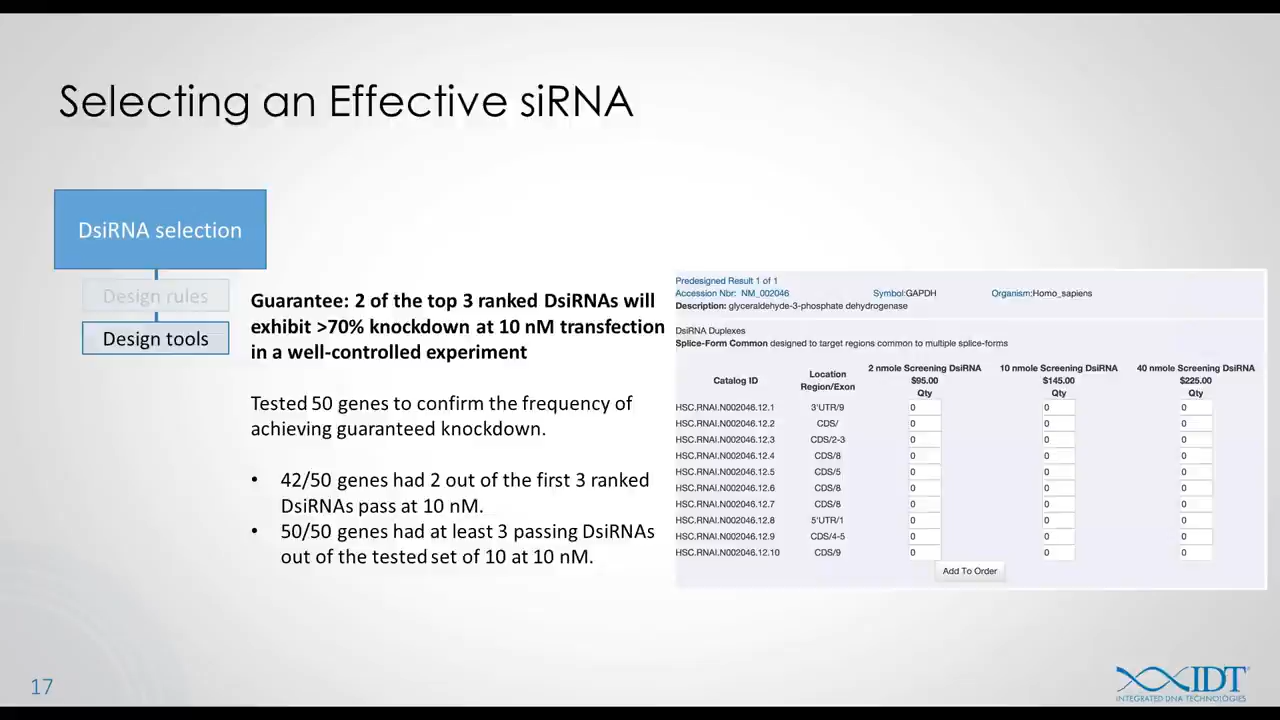 Selecting an Effective siRNA
DsiRNA selection
Design rules
Design tools
Guarantee: 2 of the top 3 ranked DsiRNAs will
exhibit >70% knockdown at 10 nM transfection
in a well-controlled experiment
Tested 50 genes to confirm the frequency of
achieving guaranteed knockdown.
• 42/50 genes had 2 out of the first 3 ranked
DsiRNAs pass at 10 nM.
• 50/50 genes had at least 3 passing DsiRNAs
out of the tested set of 10 at 10 nM.
Predesigned Result 1 of 1
Accession Nbr: NM_002046 Symbol:GAPDH Organism:Homo_sapiens
Description: glyceraldehyde-3-phosphate dehydrogenase
DsiRNA Duplexes
Splice-Form Common designed to target regions common to multiple splice-forms
Catalog ID Location Region/Exon 2 nmole Screening DsiRNA $95.00 Qty 10 nmole Screening DsiRNA $145.00 Qty 40 nmole Screening DsiRNA $225.00 Qty
HSC.RNAI.N002046.12.1 3'UTR/9 0 0 0
HSC.RNAI.N002046.12.2 CDS/ 0 0 0
HSC.RNAI.N002046.12.3 CDS/2-3 0 0 0
HSC.RNAI.N002046.12.4 CDS/8 0 0 0
HSC.RNAI.N002046.12.5 CDS/5 0 0 0
HSC.RNAI.N002046.12.6 CDS/8 0 0 0
HSC.RNAI.N002046.12.7 CDS/8 0 0 0
HSC.RNAI.N002046.12.8 5'UTR/1 0 0 0
HSC.RNAI.N002046.12.9 CDS/4-5 0 0 0
HSC.RNAI.N002046.12.10 CDS/9 0 0 0
Add To Order
17
IDT
INTEGRATED DNA TECHNOLOGIES